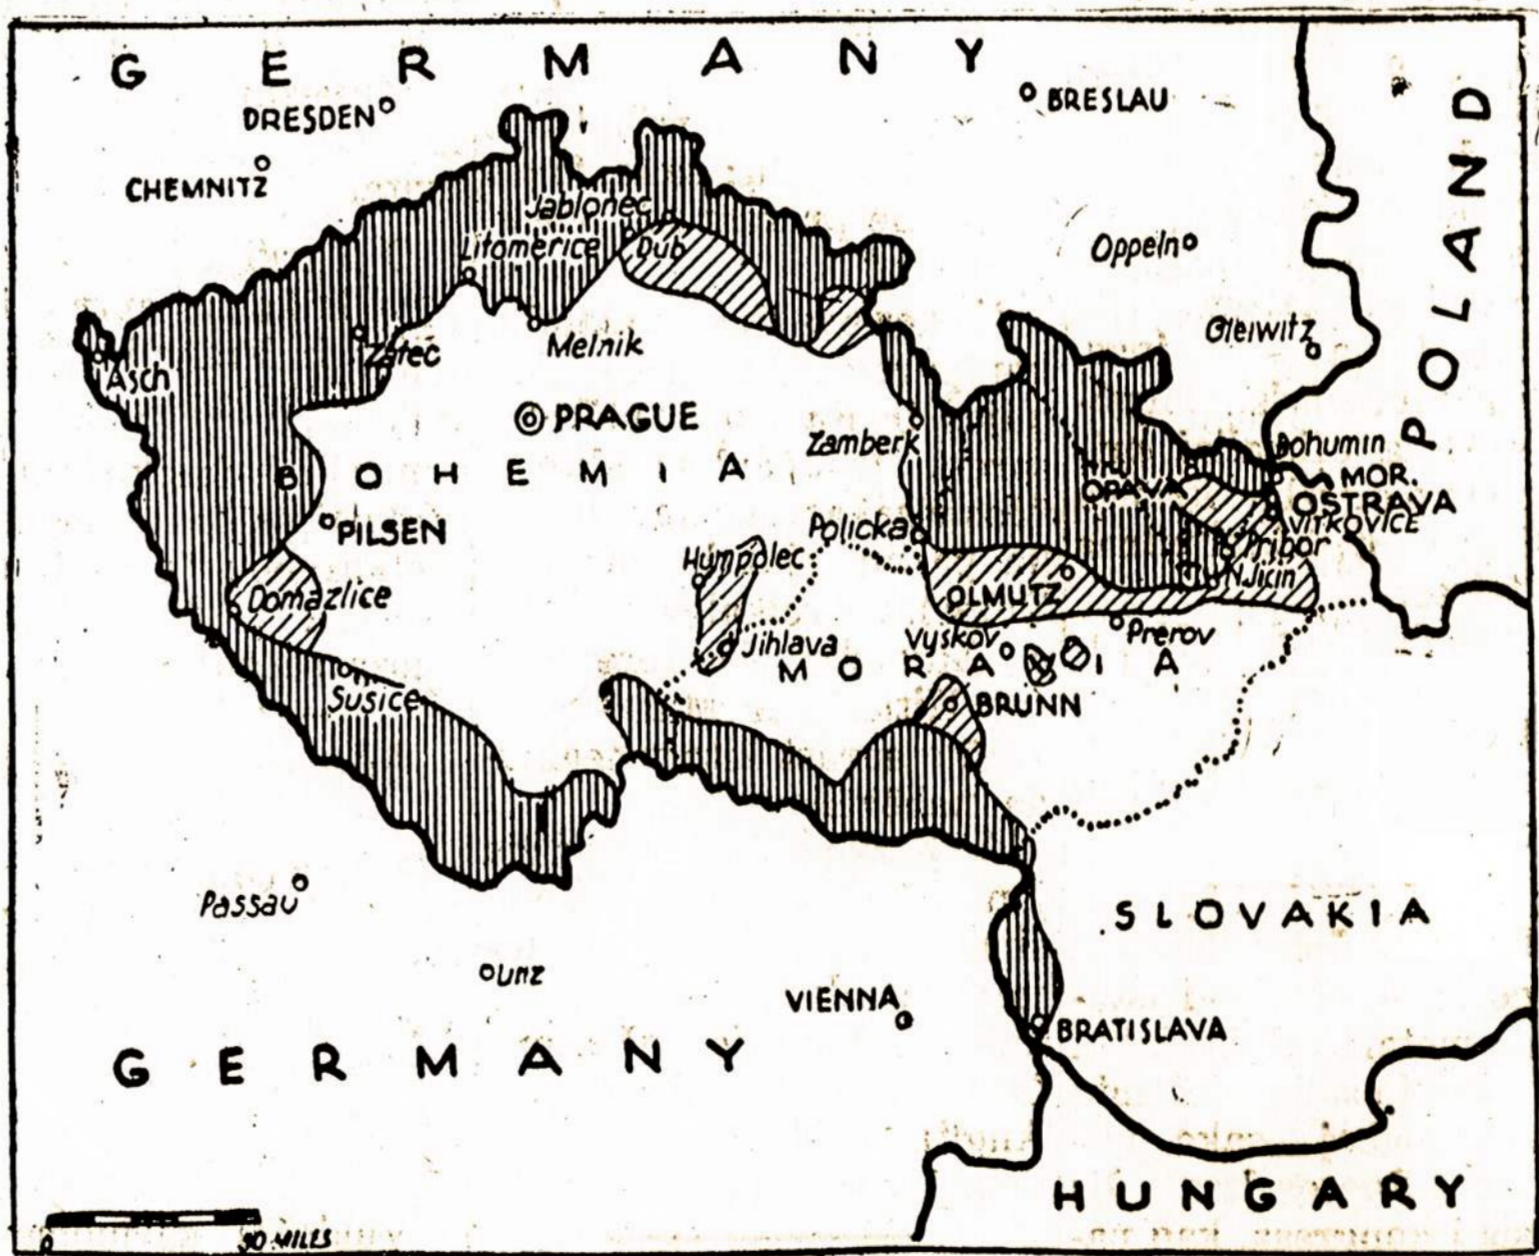 GERMANY
DRESDEN
BRESLAU
CHEMNITZ
POLAND
Jablonec
Litomerice
Dub
Oppeln
Gleiwitz
Melnik
Zatec
Asch
PRAGUE
Zamberk
Bohumin
BOHEMIA
MOR.
OSTRAVA
OPAVA
VITKOVICE
PILSEN
Policka
Pribor
Humpolec
N.Jicin
Domazlice
OLMUTZ
Vyskov
Prerov
Jihlava
MORAVIA
Susice
BRUNN
Passau
SLOVAKIA
VIENNA
BRATISLAVA
GERMANY
HUNGARY
0
MILES